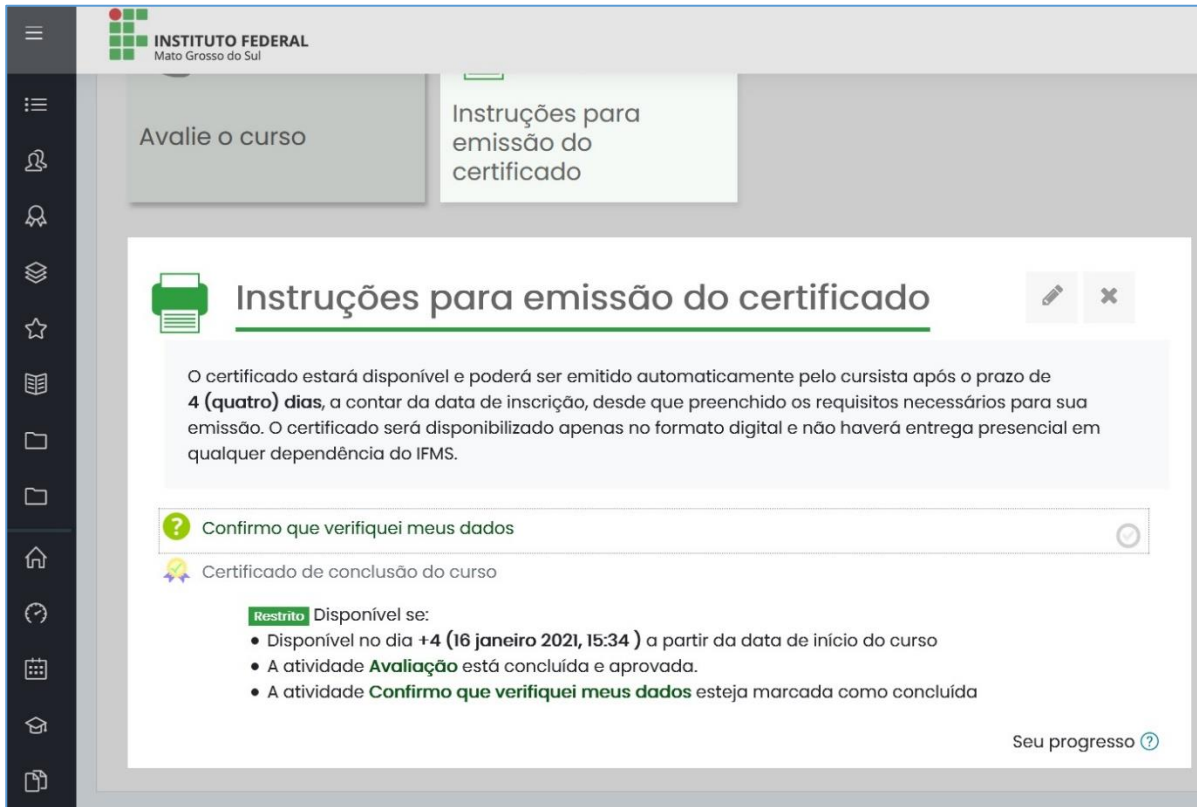 INSTITUTO FEDERAL
Mato Grosso do Sul
Avalie o curso
Instruções para
emissão do
certificado
Instruções para emissão do certificado
O certificado estará disponível e poderá ser emitido automaticamente pelo cursista após o prazo de
4 (quatro) dias, a contar da data de inscrição, desde que preenchido os requisitos necessários para sua
emissão. O certificado será disponibilizado apenas no formato digital e não haverá entrega presencial em
qualquer dependência do IFMS.
Confirmo que verifiquei meus dados
Certificado de conclusão do curso
Restrito Disponível se:
• Disponível no dia +4 (16 janeiro 2021, 15:34 ) a partir da data de início do curso
• A atividade Avaliação está concluída e aprovada.
• A atividade Confirmo que verifiquei meus dados esteja marcada como concluída
Seu progresso